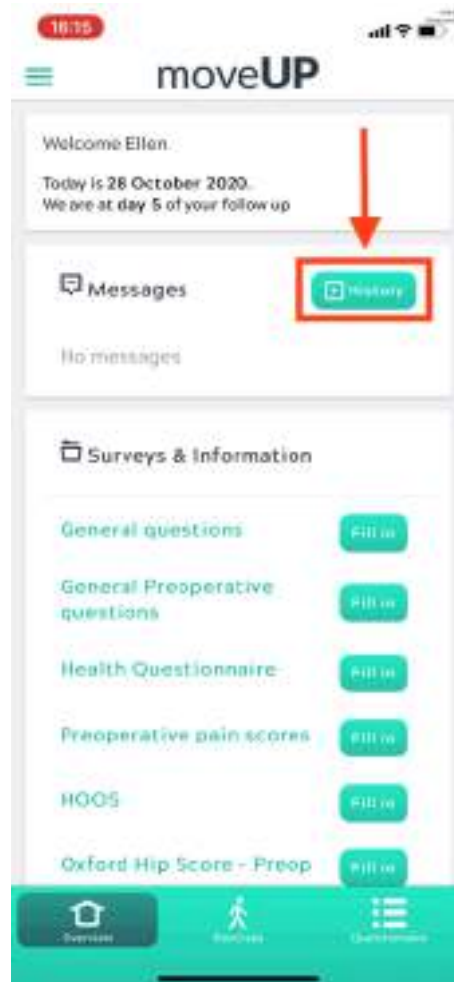 16:15
moveUP
Welcome Ellen
Today is 28 October 2020.
We are at day 5 of your follow up
Messages
History
No messages
Surveys & Information
General questions
Fill in
General Preoperative
questions
Fill in
Health Questionnaire
Fill in
Preoperative pain scores
Fill in
HOOS
Fill in
Oxford Hip Score - Preop
Fill in
Overview
Exercises
Questionnaires